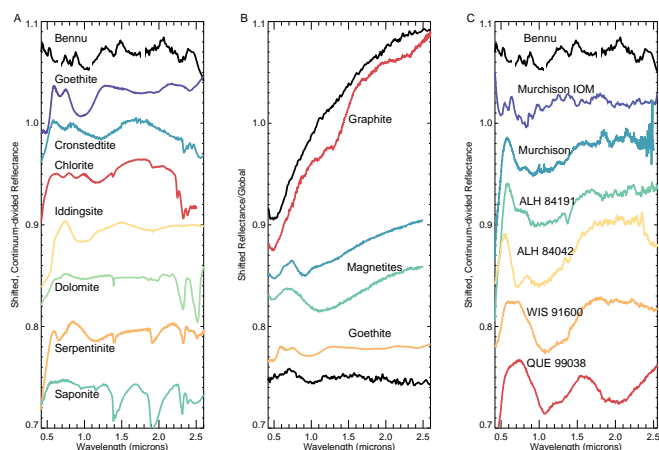 A
B
C
1.1
1.0
0.9
0.8
0.7
Shifted, Continuum-divided Reflectance
Bennu
Goethite
Cronstedtite
Chlorite
Iddingsite
Dolomite
Serpentinite
Saponite
0.5 1.0 1.5 2.0 2.5
Wavelength (microns)
1.1
1.0
0.9
0.8
0.7
Shifted Reflectance/Global
Graphite
Magnetites
Goethite
0.5 1.0 1.5 2.0 2.5
Wavelength (microns)
1.1
1.0
0.9
0.8
0.7
Shifted, Continuum-divided Reflectance
Bennu
Murchison IOM
Murchison
ALH 84191
ALH 84042
WIS 91600
QUE 99038
0.5 1.0 1.5 2.0 2.5
Wavelength (microns)